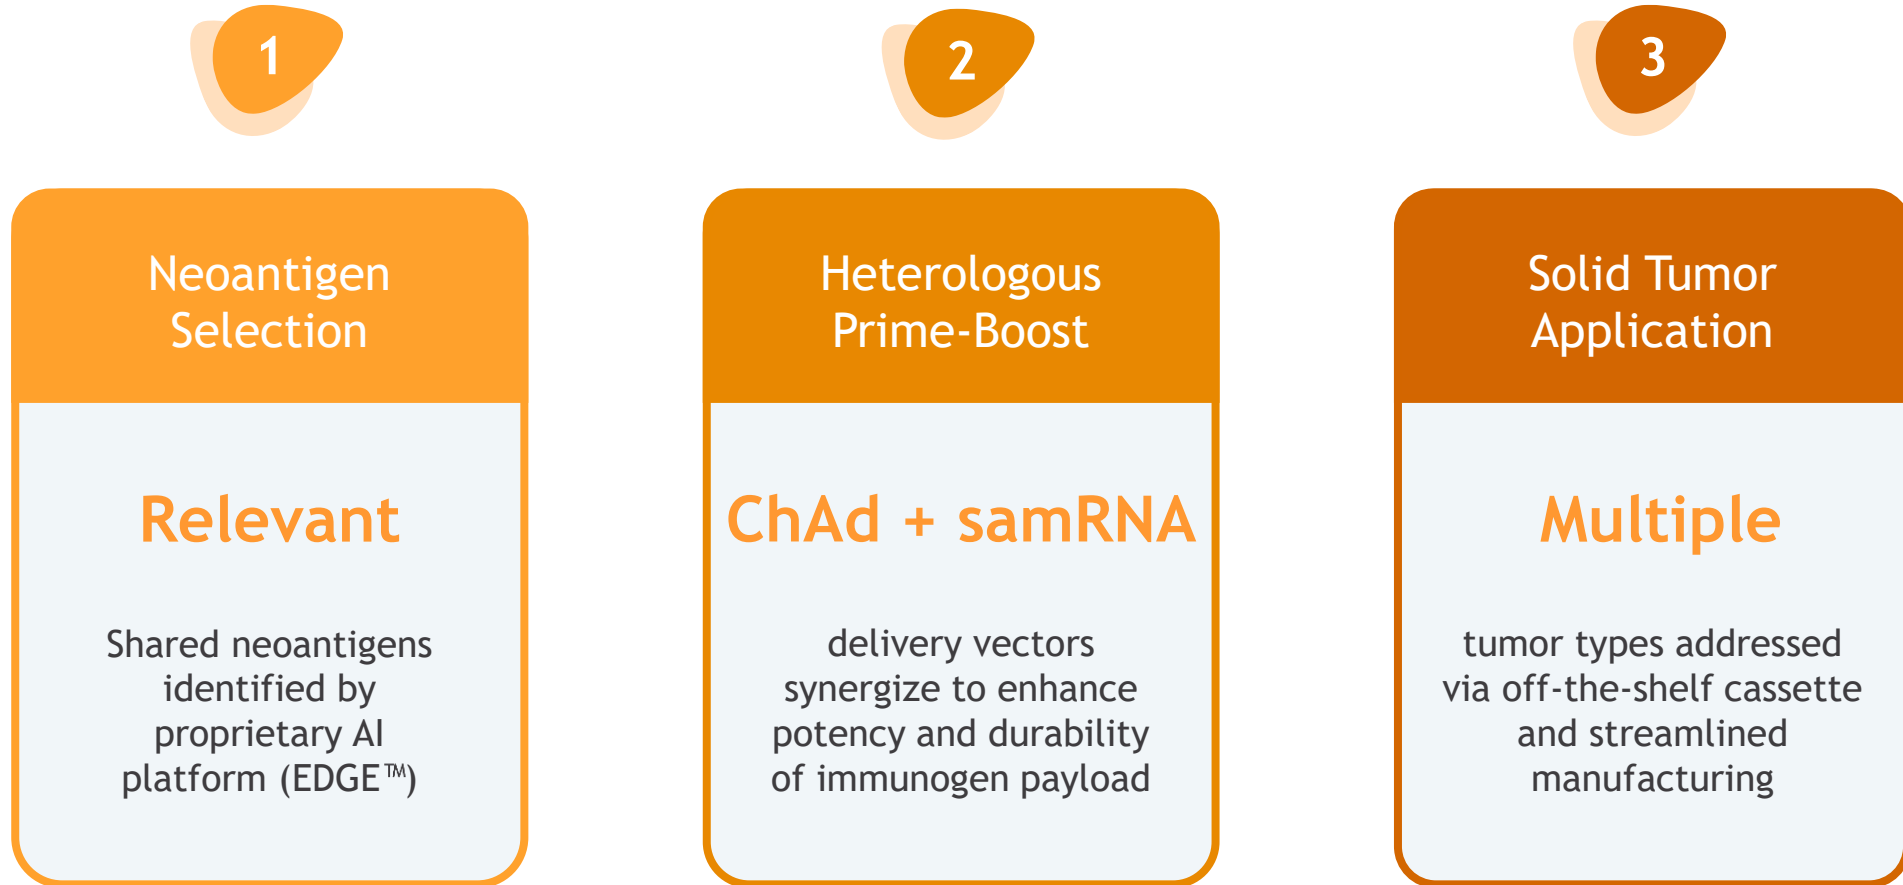 1
Neoantigen
Selection
Relevant
Shared neoantigens
identified by
proprietary AI
platform (EDGE™)
2
Heterologous
Prime-Boost
ChAd + samRNA
delivery vectors
synergize to enhance
potency and durability
of immunogen payload
3
Solid Tumor
Application
Multiple
tumor types addressed
via off-the-shelf cassette
and streamlined
manufacturing